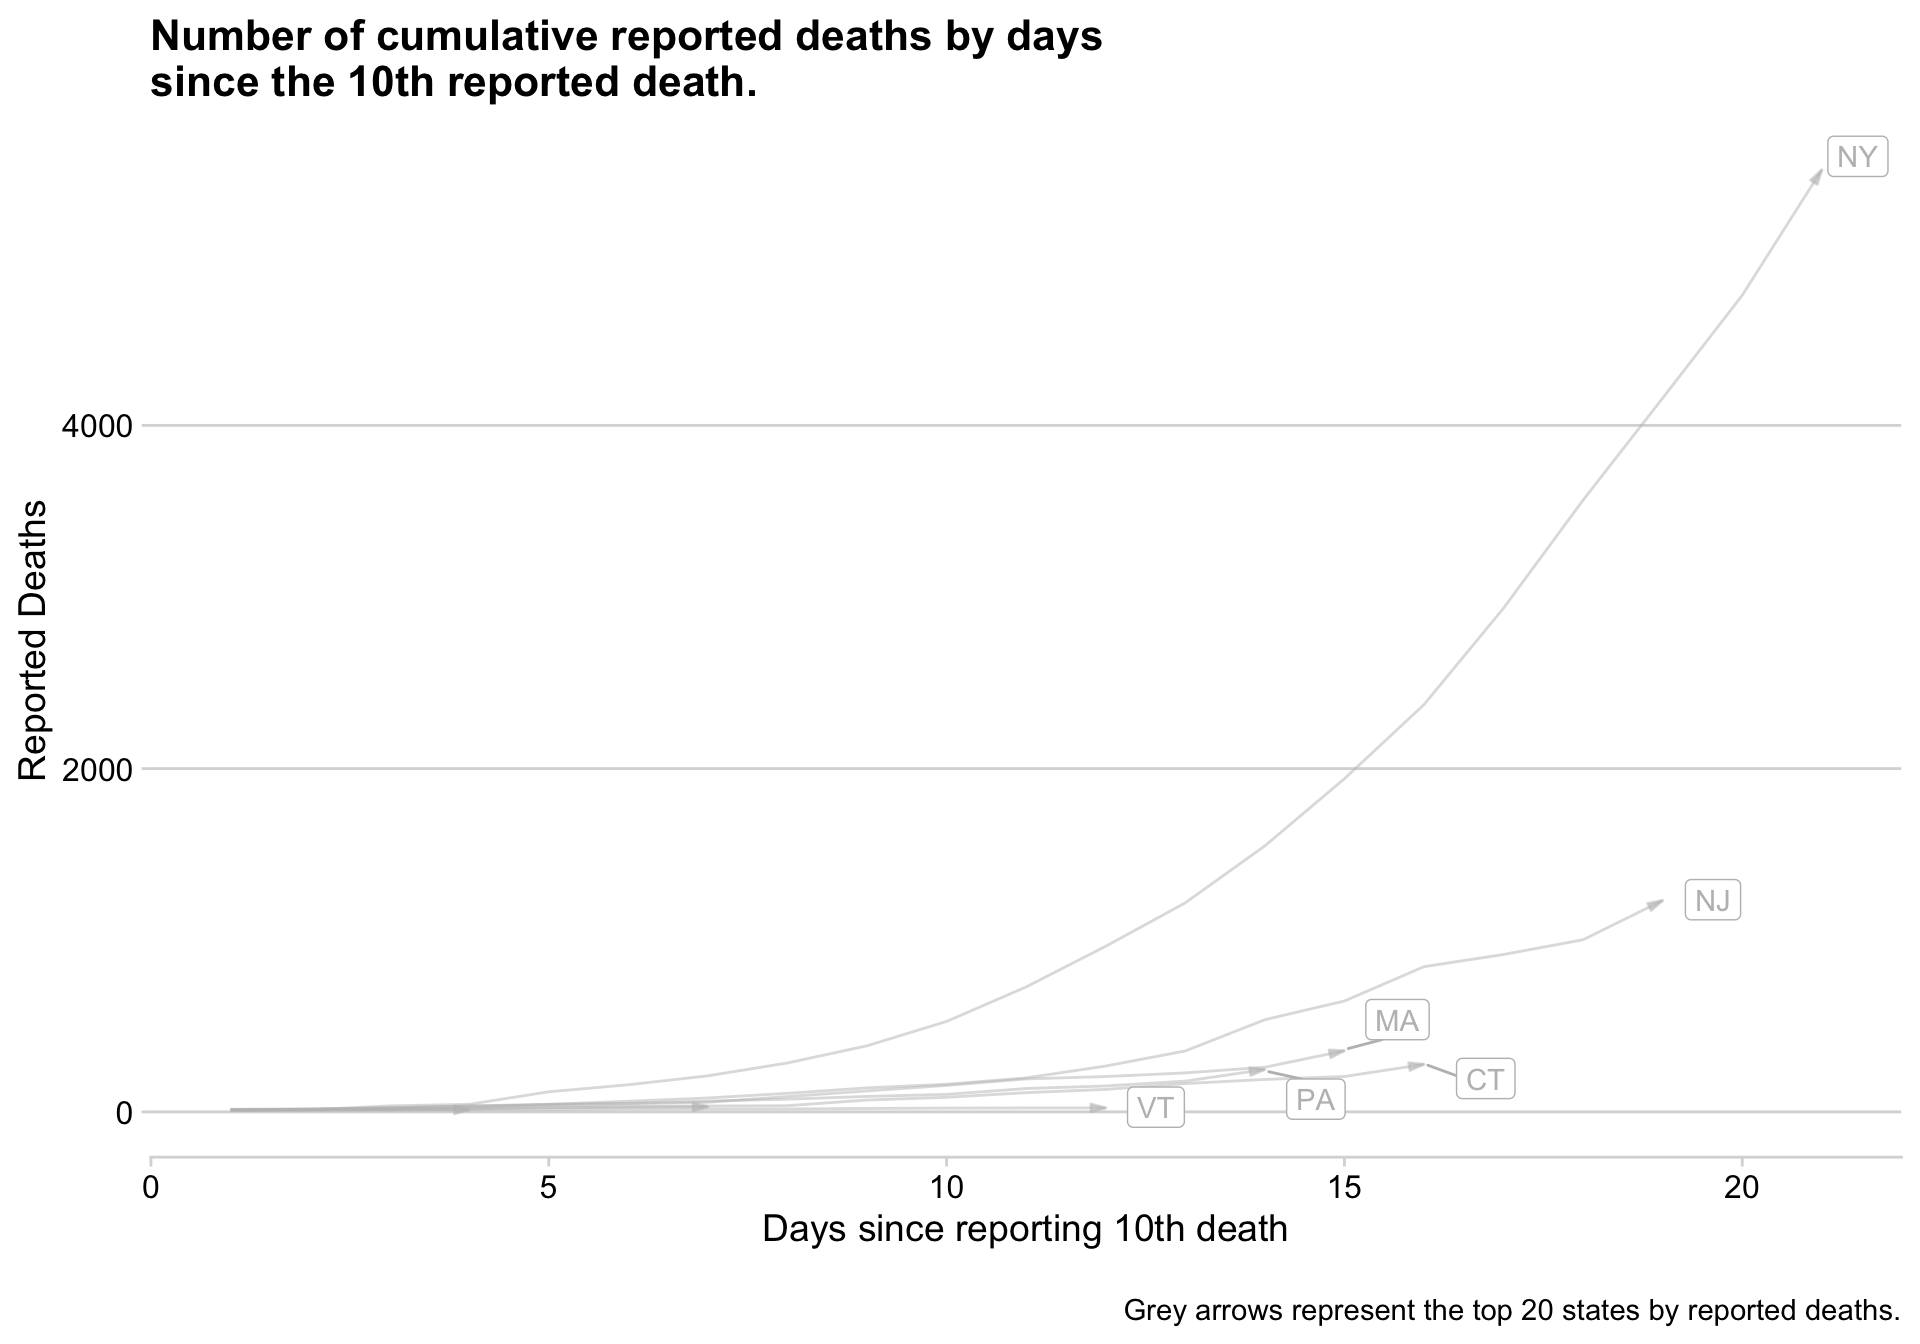 Number of cumulative reported deaths by days
since the 10th reported death.
NY
4000
Reported Deaths
2000
NJ
MA
CT
PA
VT
0
0 5 10 15 20
Days since reporting 10th death
Grey arrows represent the top 20 states by reported deaths.